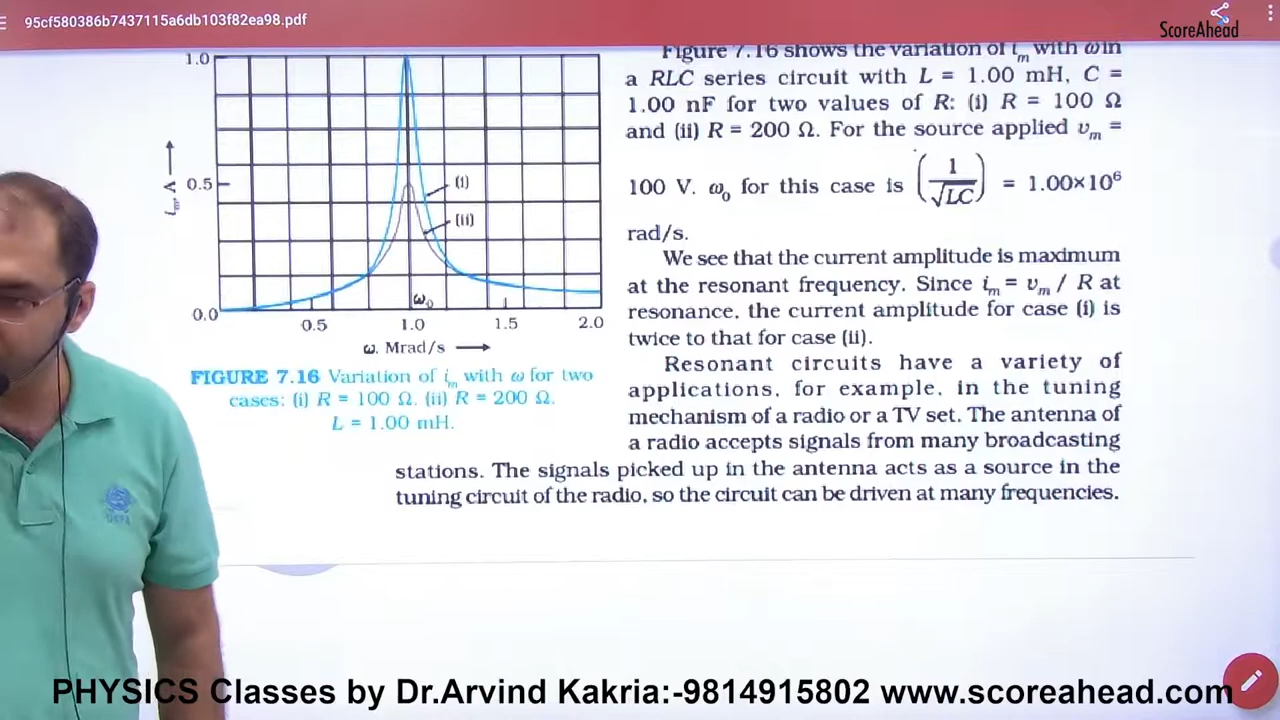 95cf580386b7437115a6db103f82ea98.pdf
ScoreAhead
1.0
0.5
0.0
i_m, A
(i)
(ii)
ω₀
0.5
1.0
1.5
2.0
ω, Mrad/s
FIGURE 7.16 Variation of i_m with ω for two
cases: (i) R = 100 Ω, (ii) R = 200 Ω,
L = 1.00 mH.
Figure 7.16 shows the variation of i_m with ω in
a RLC series circuit with L = 1.00 mH, C =
1.00 nF for two values of R: (i) R = 100 Ω
and (ii) R = 200 Ω. For the source applied v_m =
100 V. ω₀ for this case is (1/√LC) = 1.00×10⁶
rad/s.
We see that the current amplitude is maximum
at the resonant frequency. Since i_m = v_m / R at
resonance, the current amplitude for case (i) is
twice to that for case (ii).
Resonant circuits have a variety of
applications, for example, in the tuning
mechanism of a radio or a TV set. The antenna of
a radio accepts signals from many broadcasting
stations. The signals picked up in the antenna acts as a source in the
tuning circuit of the radio, so the circuit can be driven at many frequencies.
PHYSICS Classes by Dr.Arvind Kakria:-9814915802 www.scoreahead.com